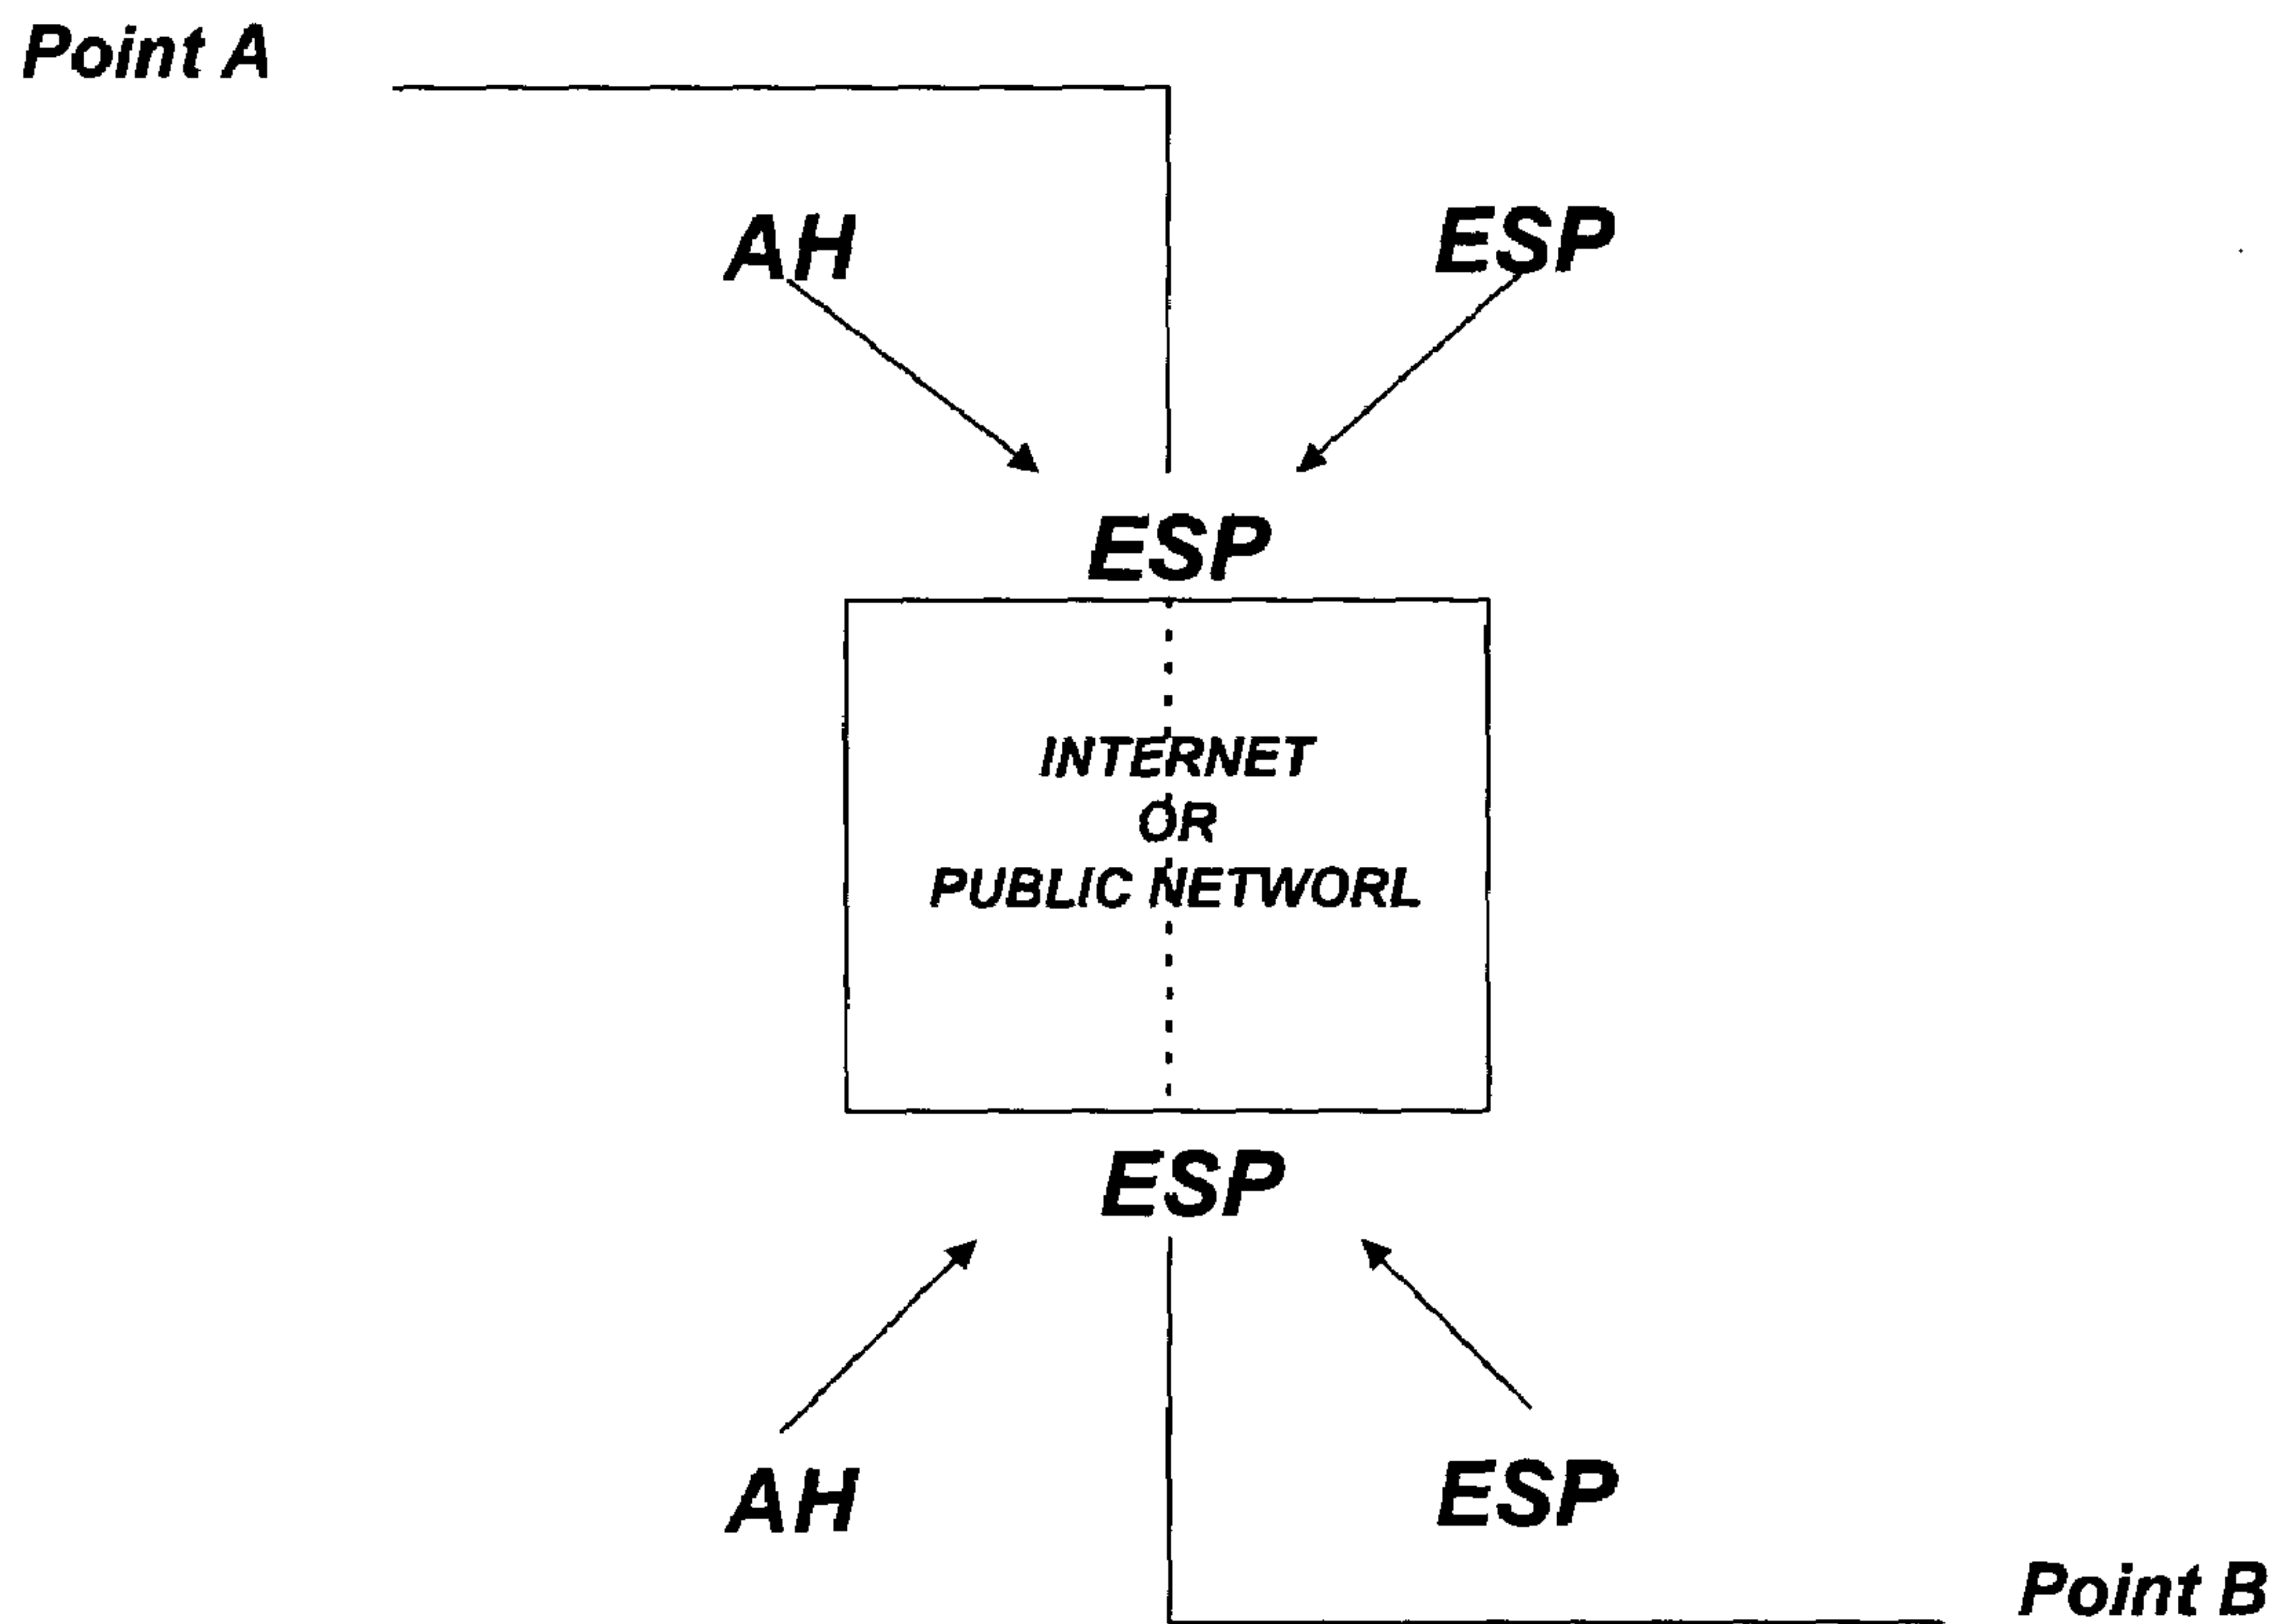 Point A
AH
ESP
ESP
INTERNET
OR
PUBLIC NETWORL
ESP
AH
ESP
Point B